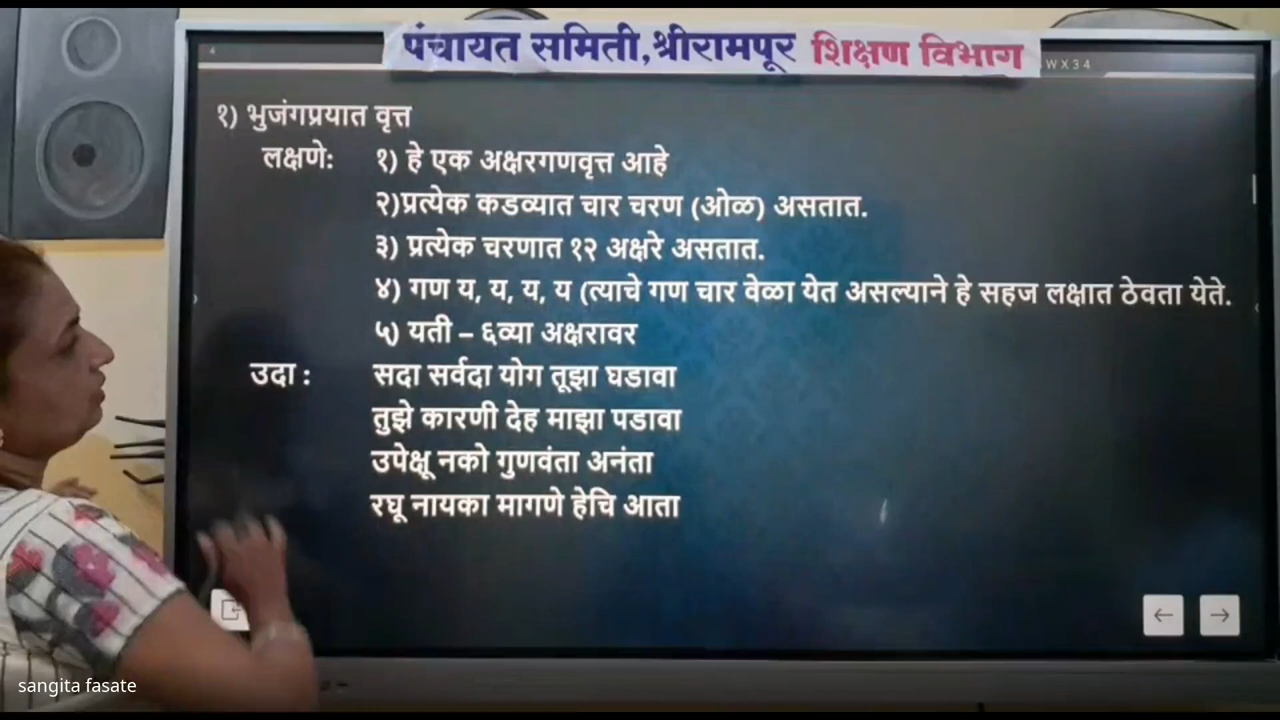 पंचायत समिती,श्रीरामपूर शिक्षण विभाग
4
WX34
१) भुजंगप्रयात वृत्त
लक्षणे: १) हे एक अक्षरगणवृत्त आहे
२)प्रत्येक कडव्यात चार चरण (ओळ) असतात.
३) प्रत्येक चरणात १२ अक्षरे असतात.
४) गण य, य, य, य (त्याचे गण चार वेळा येत असल्याने हे सहज लक्षात ठेवता येते.
५) यती – ६व्या अक्षरावर
उदा : सदा सर्वदा योग तूझा घडावा
तुझे कारणी देह माझा पडावा
उपेक्षू नको गुणवंता अनंता
रघू नायका मागणे हेचि आता
sangita fasate